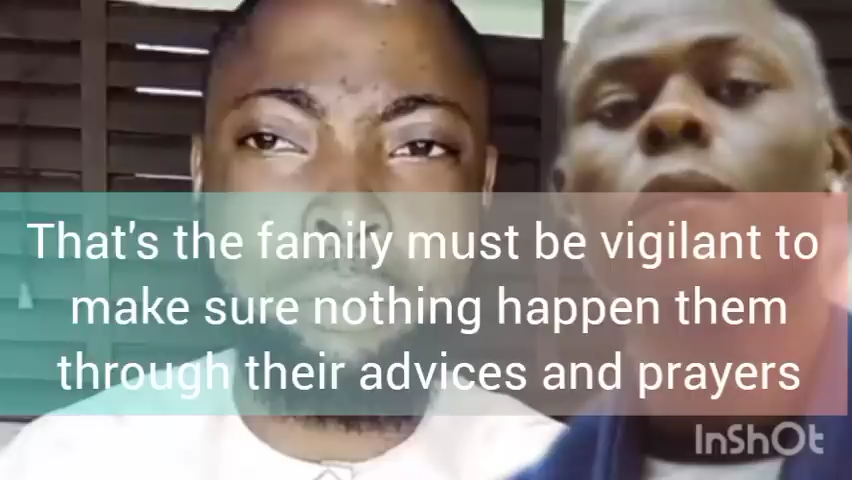 That's the family must be vigilant to
make sure nothing happen them
through their advices and prayers
InShOt